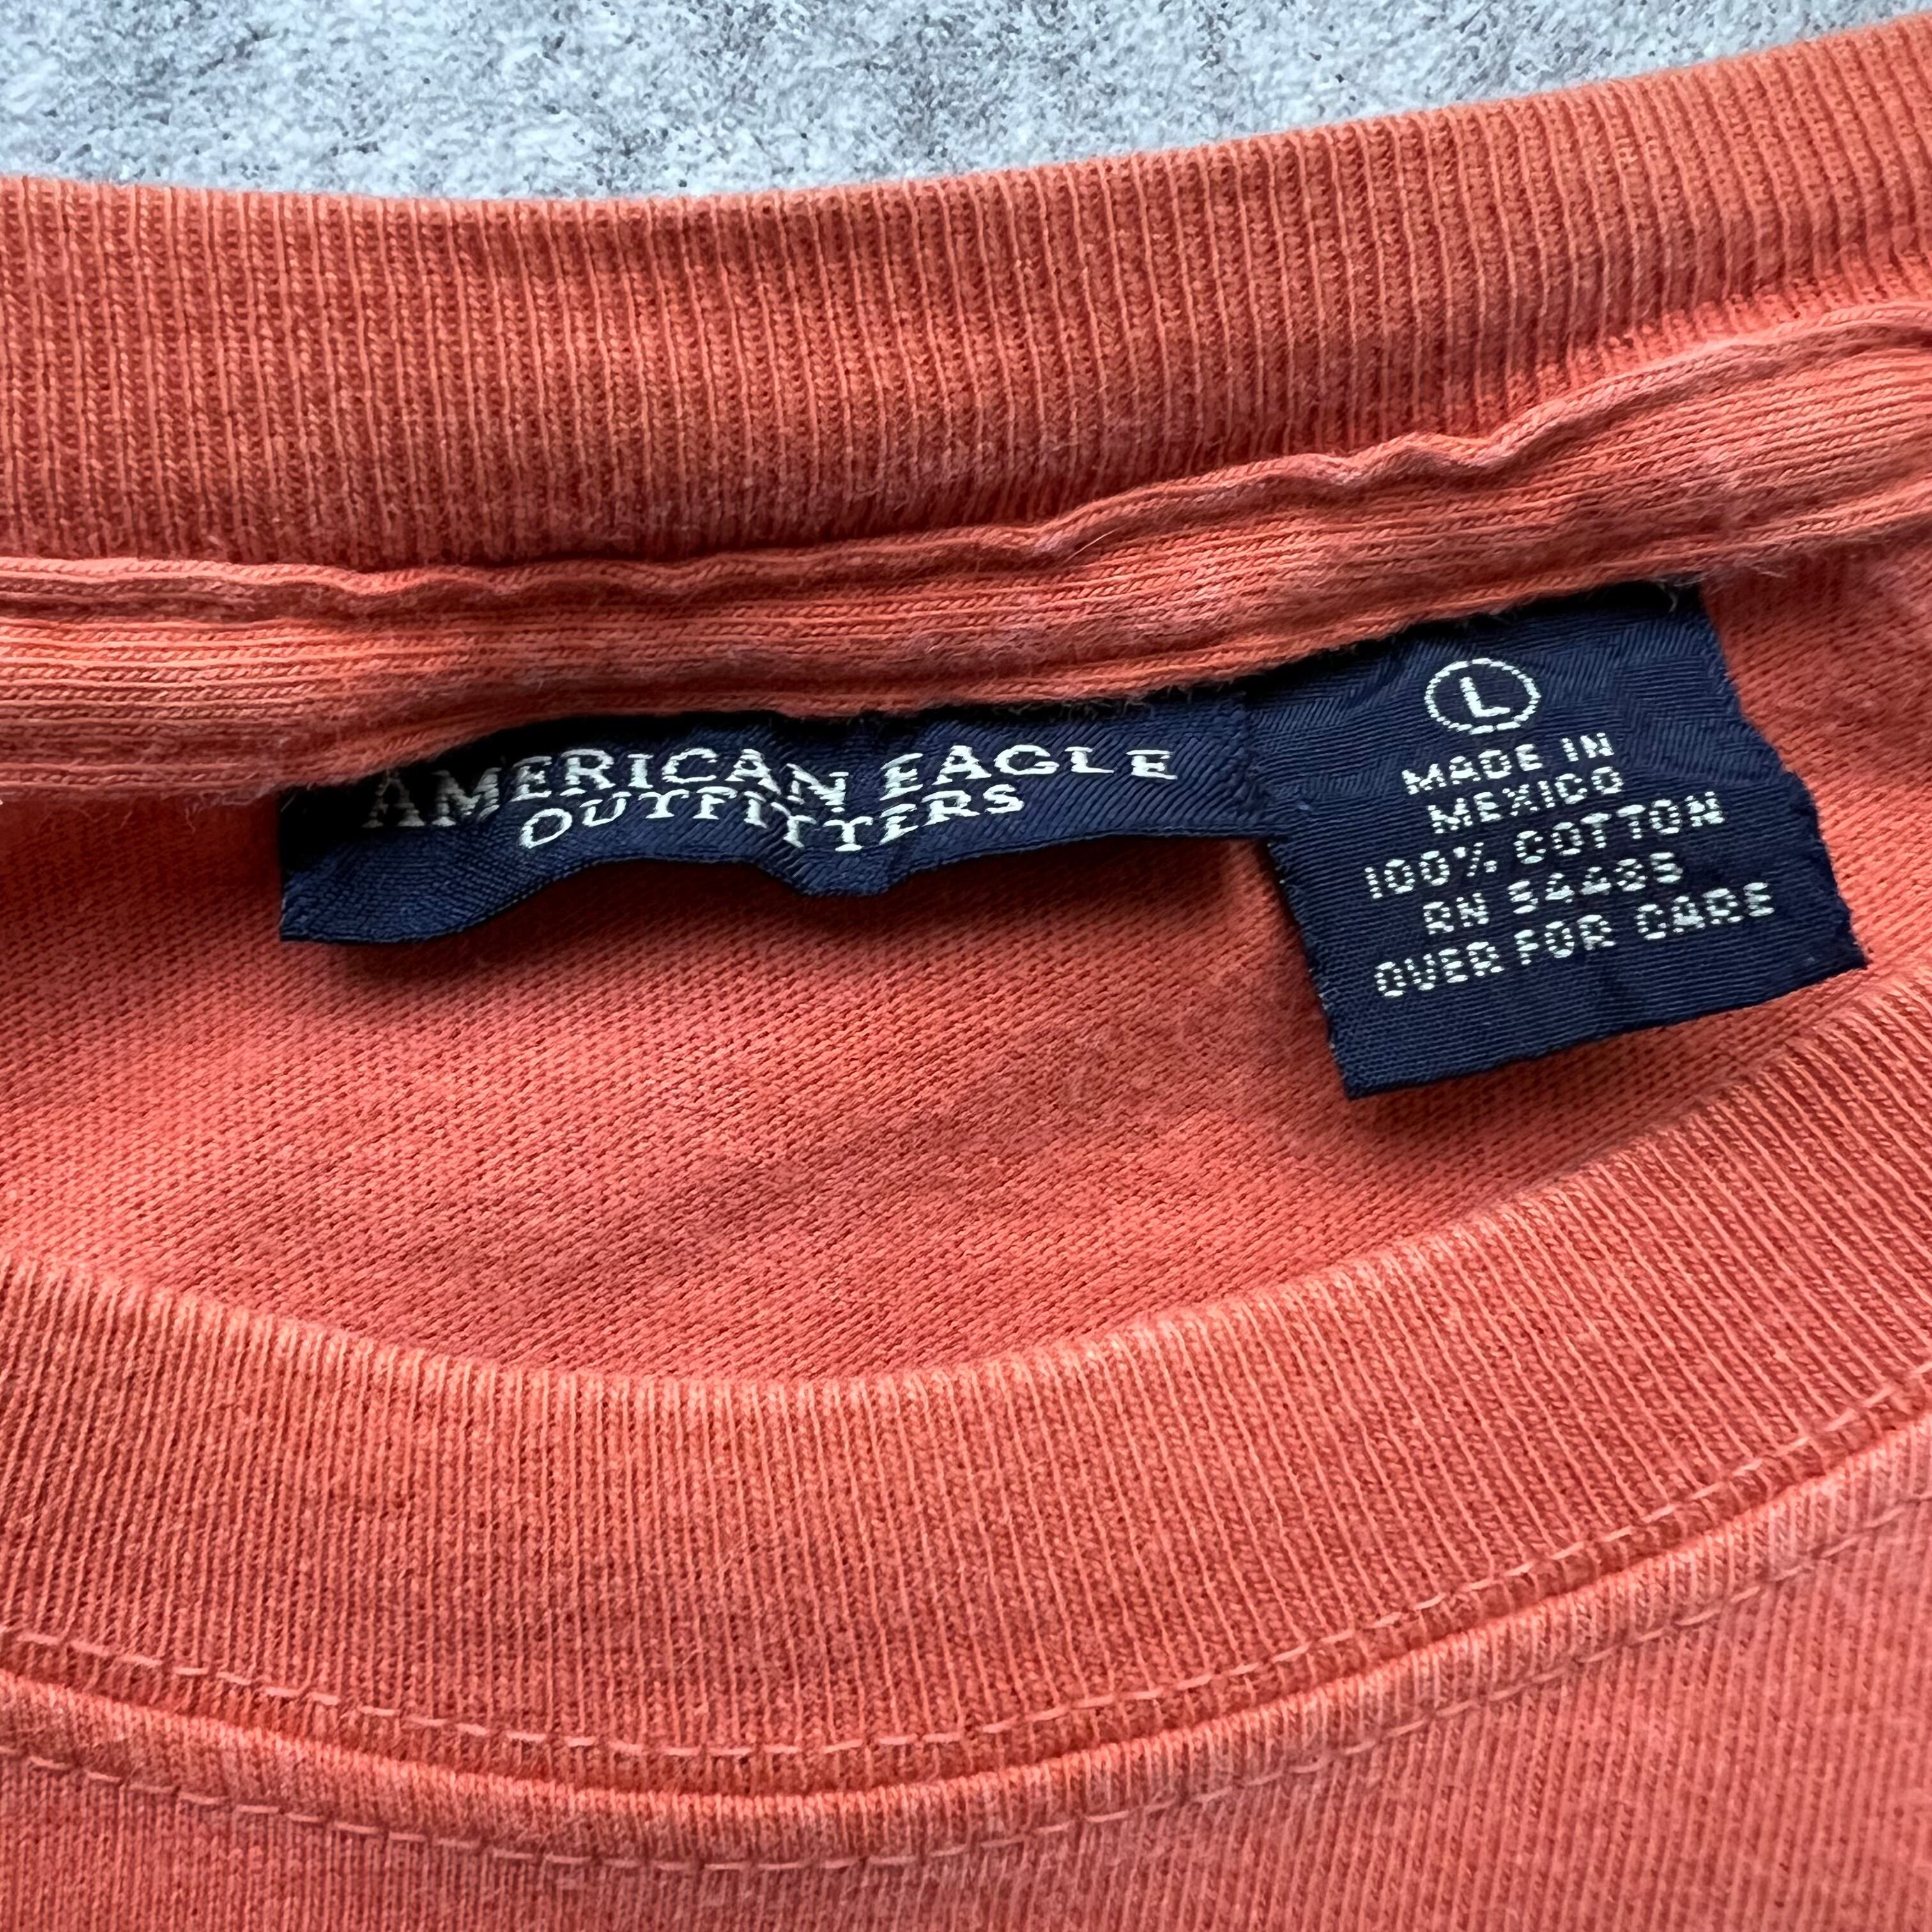 AMERICAN EAGLE
OUTFITTERS
L
MADE IN
MEXICO
100% COTTON
RN 54485
OVER FOR CARE